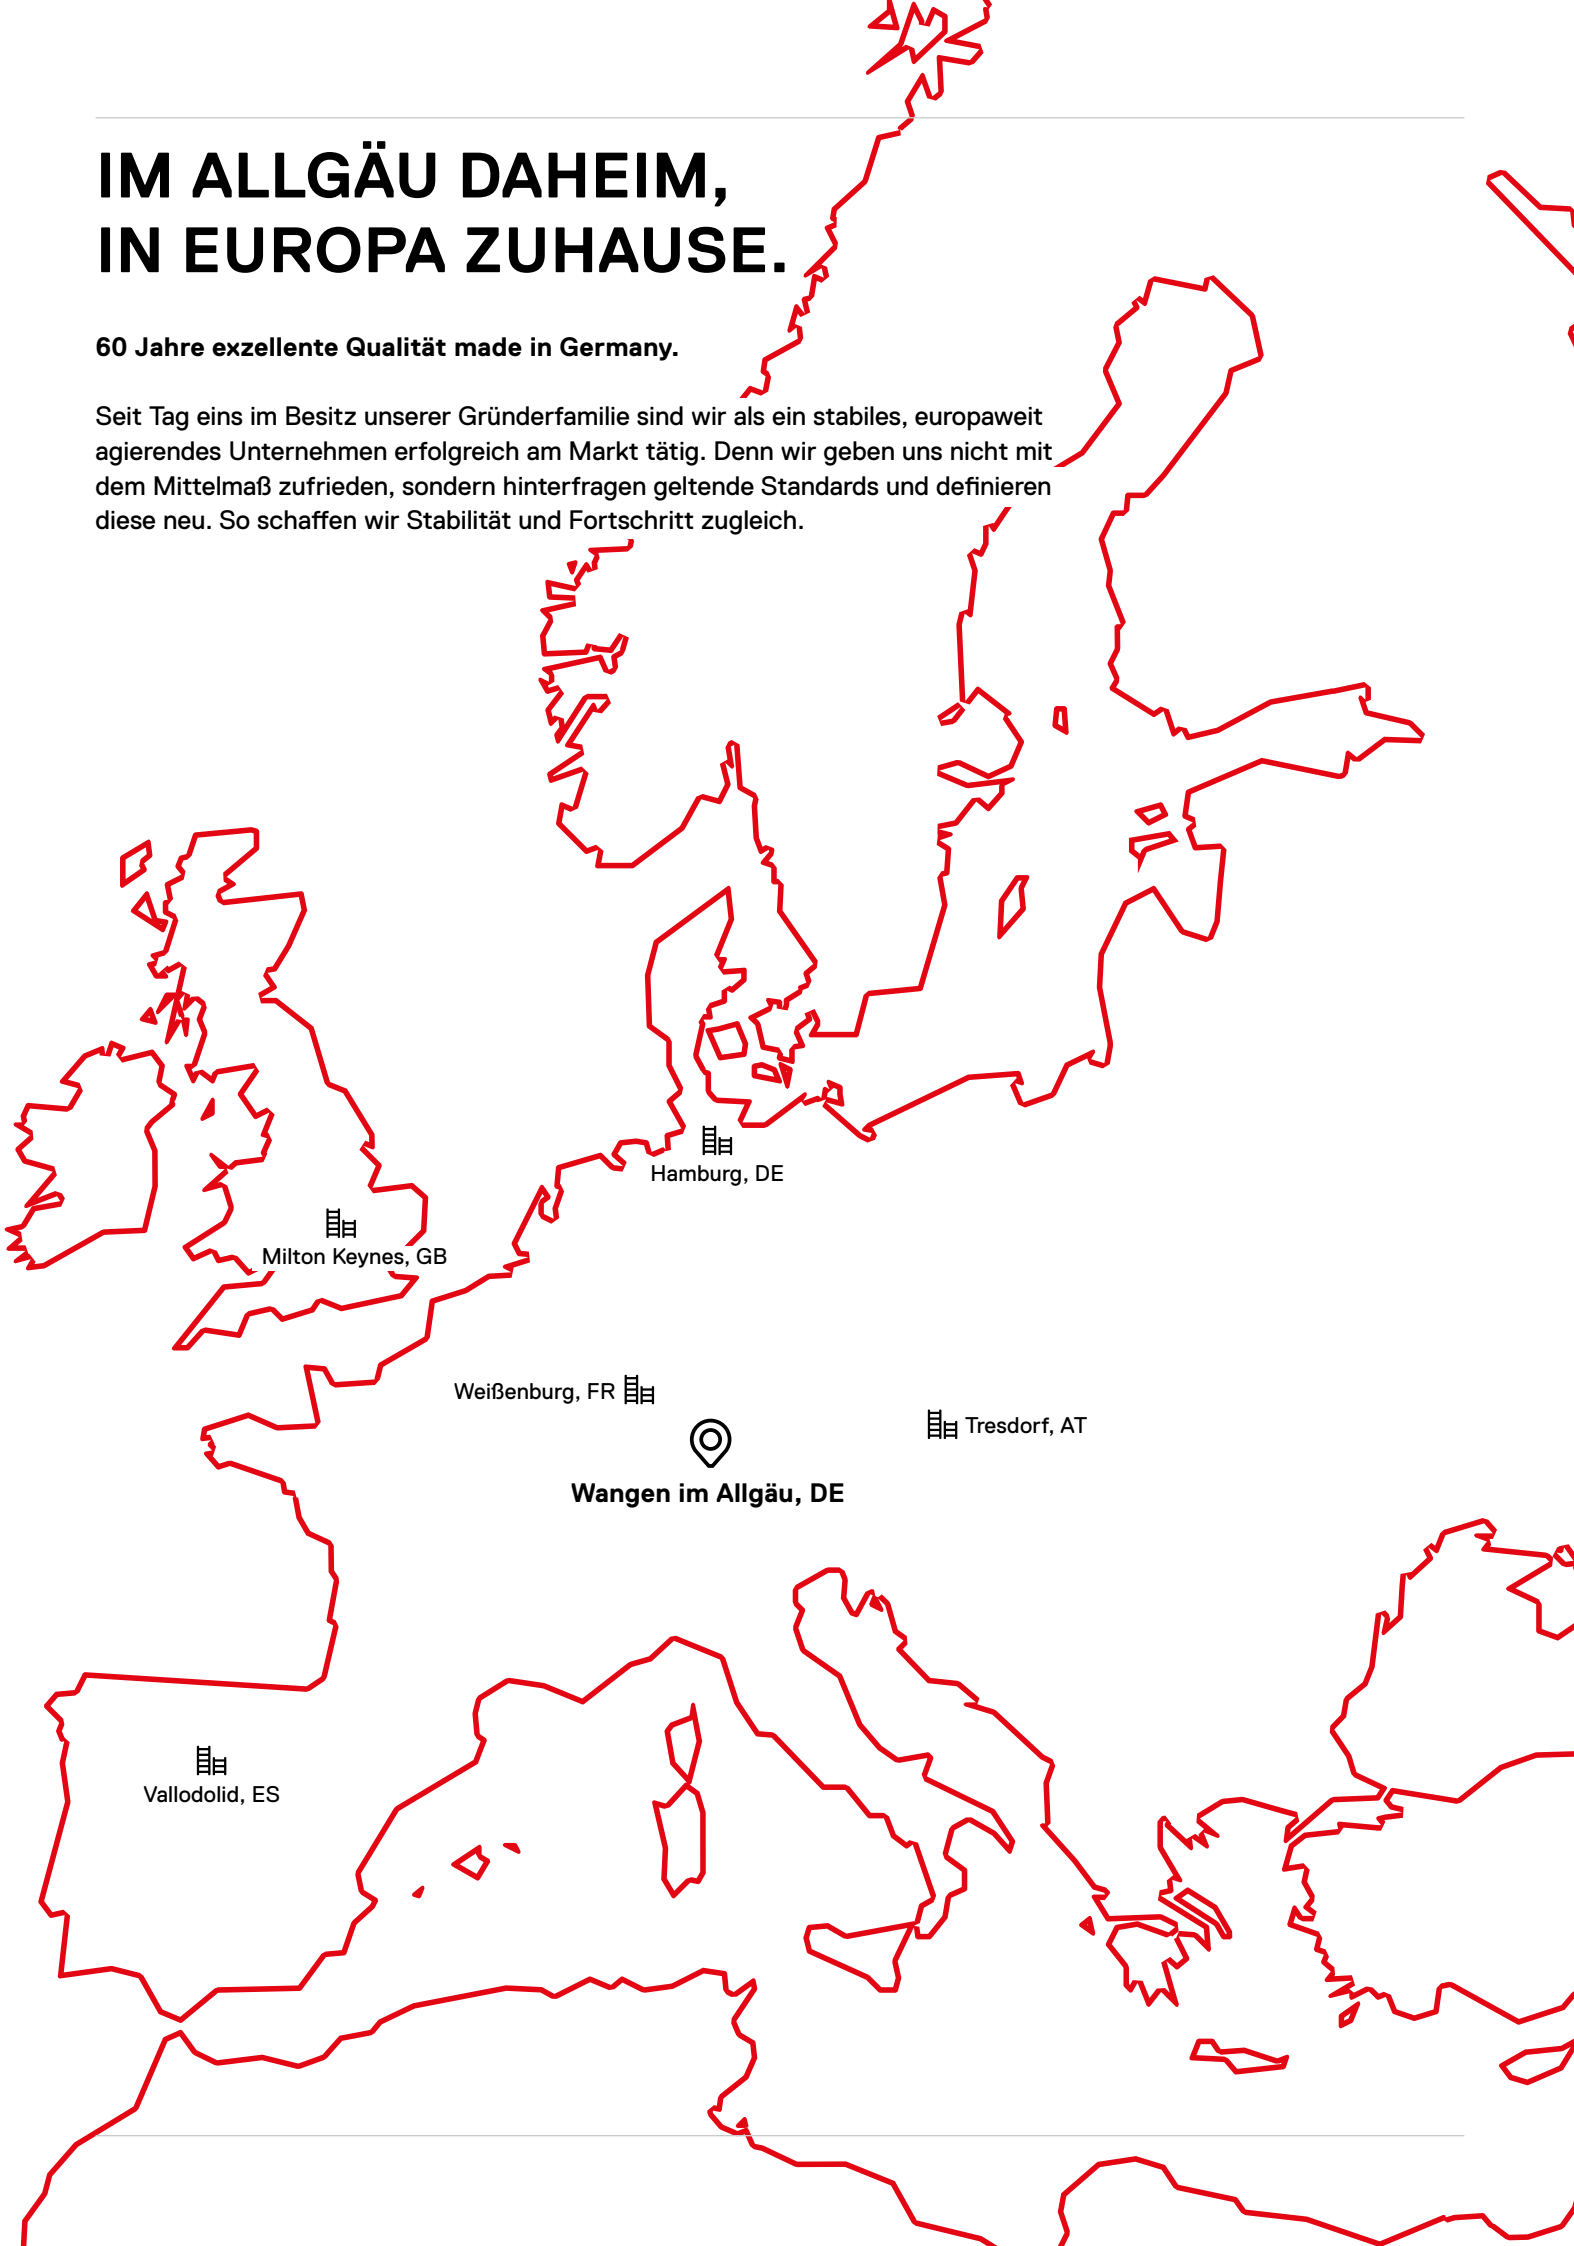 IM ALLGÄU DAHEIM,
IN EUROPA ZUHAUSE.
60 Jahre exzellente Qualität made in Germany.
Seit Tag eins im Besitz unserer Gründerfamilie sind wir als ein stabiles, europaweit
agierendes Unternehmen erfolgreich am Markt tätig. Denn wir geben uns nicht mit
dem Mittelmaß zufrieden, sondern hinterfragen geltende Standards und definieren
diese neu. So schaffen wir Stabilität und Fortschritt zugleich.
Hamburg, DE
Milton Keynes, GB
Weißenburg, FR
Tresdorf, AT
Wangen im Allgäu, DE
Vallodolid, ES